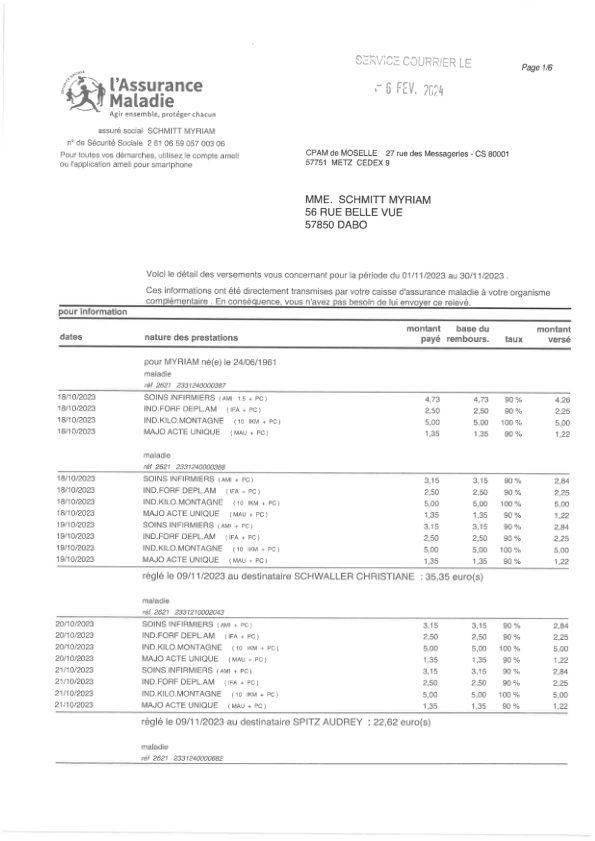 SERVICE COURRIER LE
6 FEV. 2024
Page 1/6
l'Assurance
Maladie
Agir ensemble, protéger chacun
assuré social SCHMITT MYRIAM
n° de Sécurité Sociale 2 61 06 59 057 003 06
Pour toutes vos démarches, utilisez le compte ameli
ou l'application ameli pour smartphone
CPAM de MOSELLE 27 rue des Messageries - CS 80001
57751 METZ CEDEX 9
MME. SCHMITT MYRIAM
56 RUE BELLE VUE
57850 DABO
Voici le détail des versements vous concernant pour la période du 01/11/2023 au 30/11/2023 .
Ces informations ont été directement transmises par votre caisse d'assurance maladie à votre organisme
complémentaire . En conséquence, vous n'avez pas besoin de lui envoyer ce relevé.
pour information
dates nature des prestations montant payé base du rembours. taux montant versé
pour MYRIAM né(e) le 24/06/1961
maladie
réf 2621 2331240000387
18/10/2023 SOINS INFIRMIERS ( AMI 1.5 + PC ) 4,73 4,73 90 % 4,26
18/10/2023 IND.FORF DEPL.AM ( IFA + PC ) 2,50 2,50 90 % 2,25
18/10/2023 IND.KILO.MONTAGNE ( 10 IKM + PC ) 5,00 5,00 100 % 5,00
18/10/2023 MAJO ACTE UNIQUE ( MAU + PC ) 1,35 1,35 90 % 1,22
maladie
réf 2621 2331240000388
18/10/2023 SOINS INFIRMIERS ( AMI + PC ) 3,15 3,15 90 % 2,84
18/10/2023 IND.FORF DEPL.AM ( IFA + PC ) 2,50 2,50 90 % 2,25
18/10/2023 IND.KILO.MONTAGNE ( 10 IKM + PC ) 5,00 5,00 100 % 5,00
18/10/2023 MAJO ACTE UNIQUE ( MAU + PC ) 1,35 1,35 90 % 1,22
19/10/2023 SOINS INFIRMIERS ( AMI + PC ) 3,15 3,15 90 % 2,84
19/10/2023 IND.FORF DEPL.AM ( IFA + PC ) 2,50 2,50 90 % 2,25
19/10/2023 IND.KILO.MONTAGNE ( 10 IKM + PC ) 5,00 5,00 100 % 5,00
19/10/2023 MAJO ACTE UNIQUE ( MAU + PC ) 1,35 1,35 90 % 1,22
réglé le 09/11/2023 au destinataire SCHWALLER CHRISTIANE : 35,35 euro(s)
maladie
réf 2621 2331210002043
20/10/2023 SOINS INFIRMIERS ( AMI + PC ) 3,15 3,15 90 % 2,84
20/10/2023 IND.FORF DEPL.AM ( IFA + PC ) 2,50 2,50 90 % 2,25
20/10/2023 IND.KILO.MONTAGNE ( 10 IKM + PC ) 5,00 5,00 100 % 5,00
20/10/2023 MAJO ACTE UNIQUE ( MAU + PC ) 1,35 1,35 90 % 1,22
21/10/2023 SOINS INFIRMIERS ( AMI + PC ) 3,15 3,15 90 % 2,84
21/10/2023 IND.FORF DEPL.AM ( IFA + PC ) 2,50 2,50 90 % 2,25
21/10/2023 IND.KILO.MONTAGNE ( 10 IKM + PC ) 5,00 5,00 100 % 5,00
21/10/2023 MAJO ACTE UNIQUE ( MAU + PC ) 1,35 1,35 90 % 1,22
réglé le 09/11/2023 au destinataire SPITZ AUDREY : 22,62 euro(s)
maladie
réf 2621 2331240000682